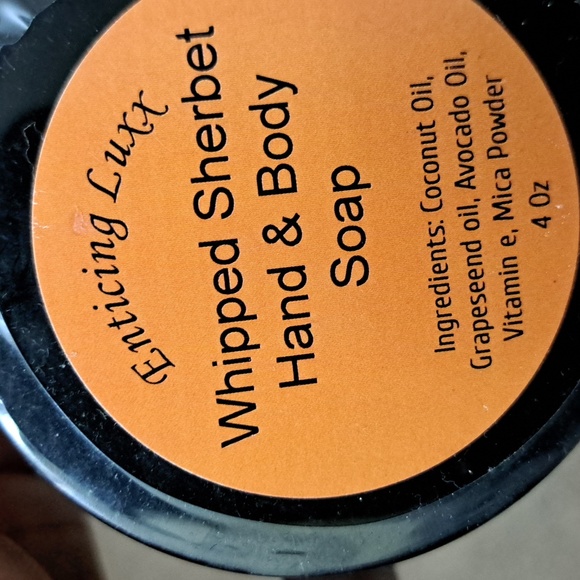 Enticing Luxx
Whipped Sherbet
Hand & Body
Soap
Ingredients: Coconut Oil,
Grapeseend oil, Avocado Oil,
Vitamin e, Mica Powder
4 Oz